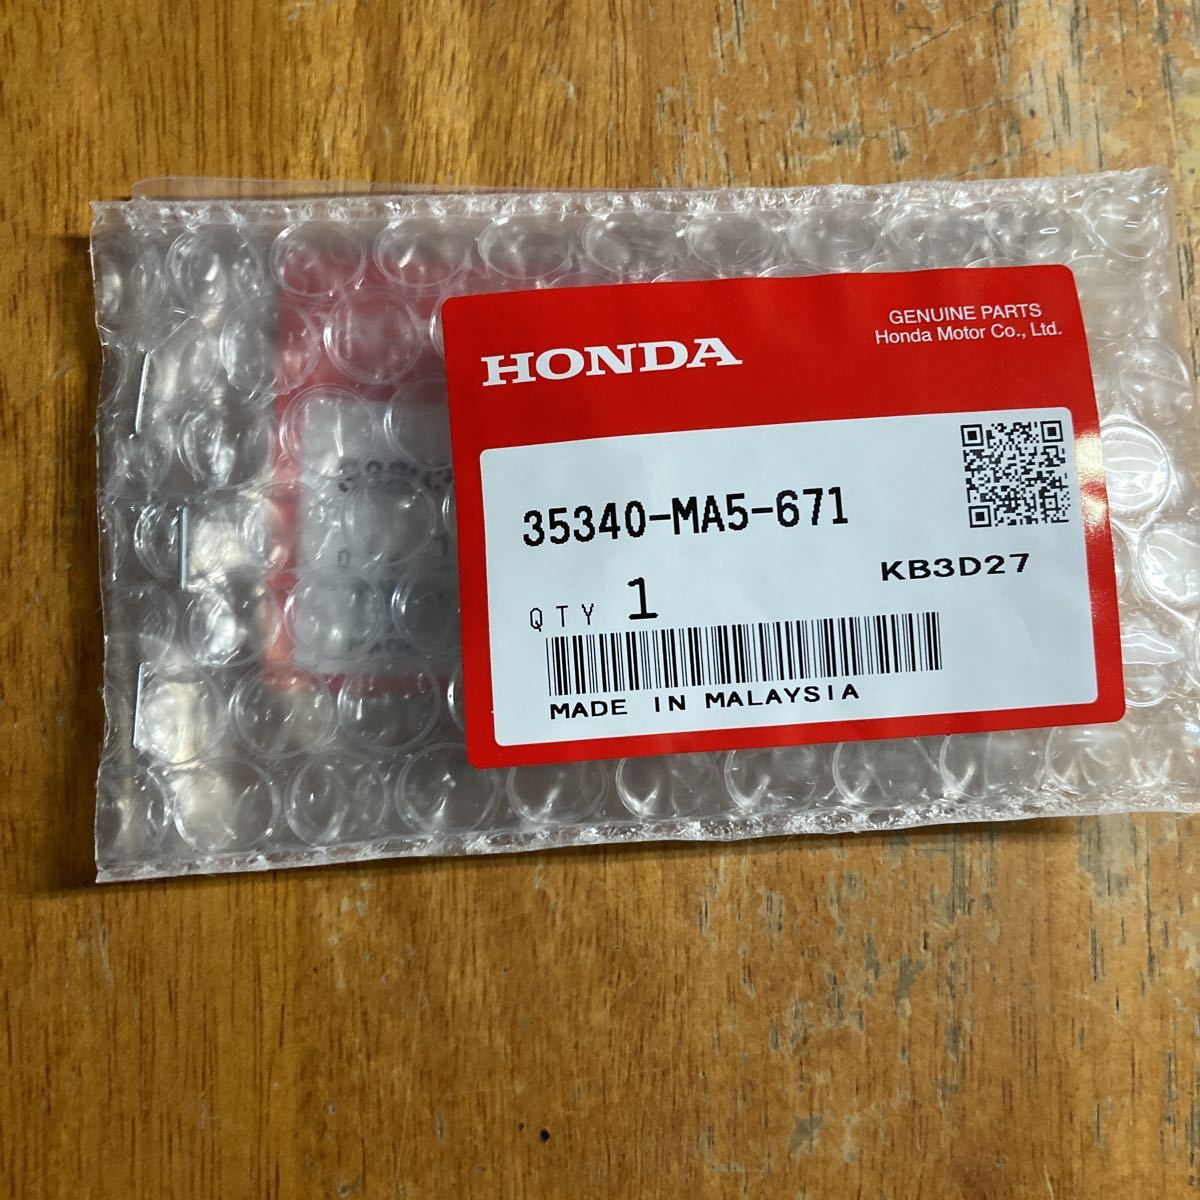 HONDA
GENUINE PARTS
Honda Motor Co., Ltd.
35340-MA5-671
KB3D27
QTY 1
MADE IN MALAYSIA